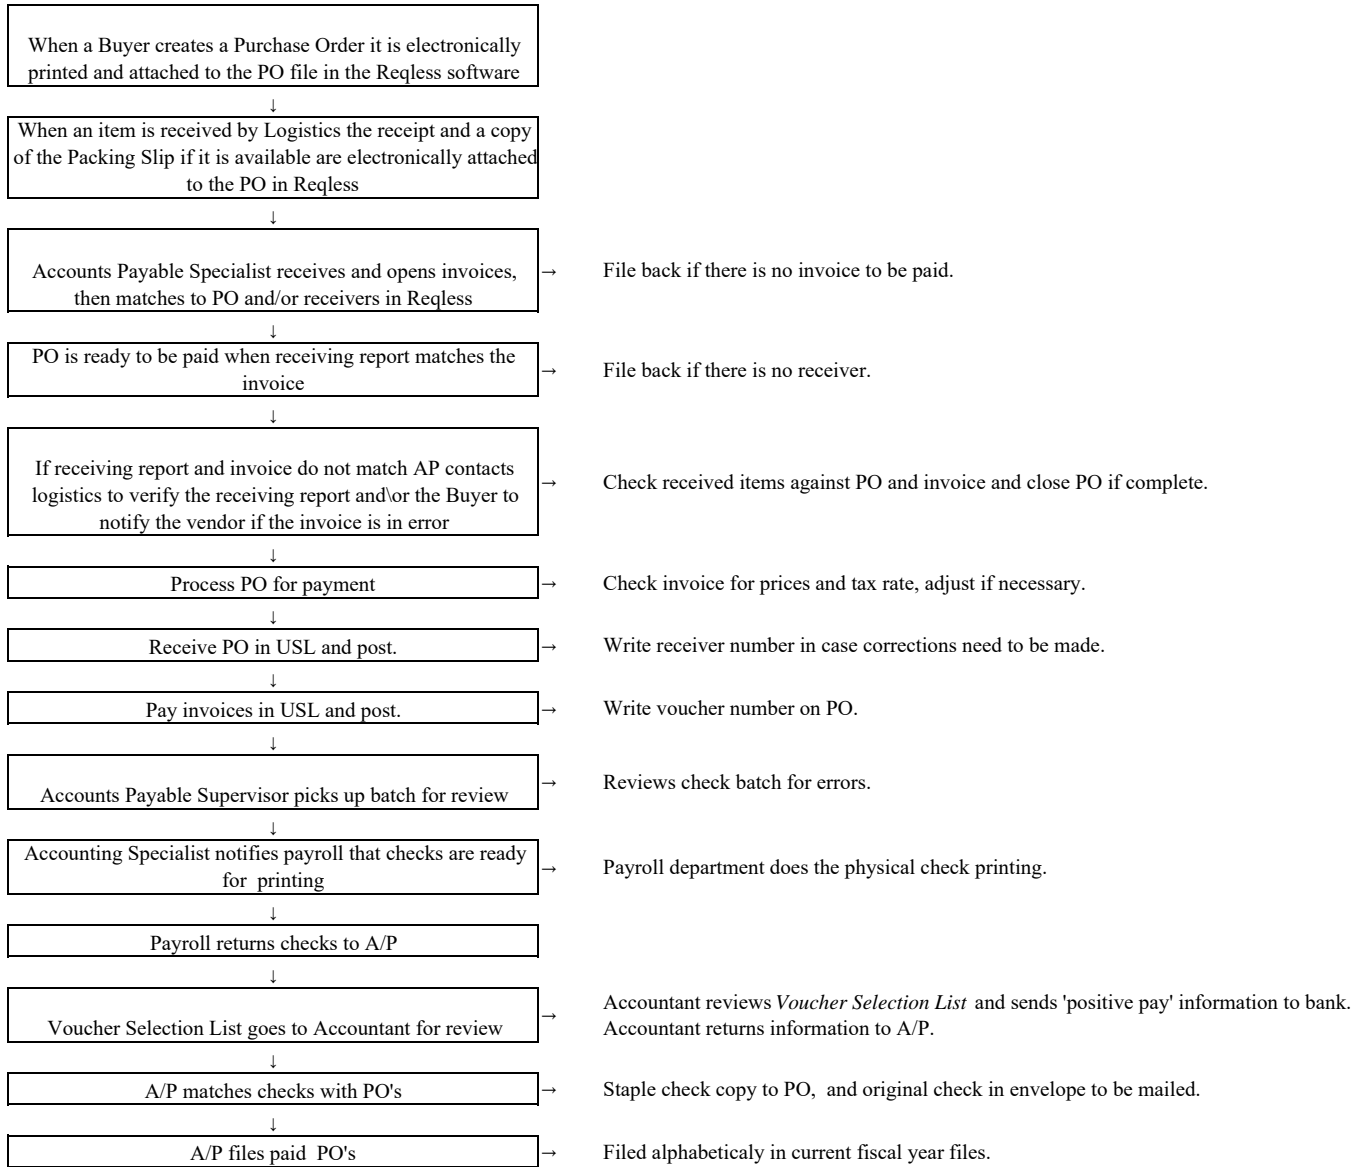 When a Buyer creates a Purchase Order it is electronically
printed and attached to the PO file in the Reqless software
↓
When an item is received by Logistics the receipt and a copy
of the Packing Slip if it is available are electronically attached
to the PO in Reqless
↓
Accounts Payable Specialist receives and opens invoices,
then matches to PO and/or receivers in Reqless
→ File back if there is no invoice to be paid.
↓
PO is ready to be paid when receiving report matches the
invoice
→ File back if there is no receiver.
↓
If receiving report and invoice do not match AP contacts
logistics to verify the receiving report and\or the Buyer to
notify the vendor if the invoice is in error
→ Check received items against PO and invoice and close PO if complete.
↓
Process PO for payment → Check invoice for prices and tax rate, adjust if necessary.
↓
Receive PO in USL and post. → Write receiver number in case corrections need to be made.
↓
Pay invoices in USL and post. → Write voucher number on PO.
↓
Accounts Payable Supervisor picks up batch for review → Reviews check batch for errors.
↓
Accounting Specialist notifies payroll that checks are ready
for printing
→ Payroll department does the physical check printing.
↓
Payroll returns checks to A/P
↓
Voucher Selection List goes to Accountant for review
→ Accountant reviews Voucher Selection List and sends 'positive pay' information to bank.
Accountant returns information to A/P.
↓
A/P matches checks with PO's → Staple check copy to PO, and original check in envelope to be mailed.
↓
A/P files paid PO's → Filed alphabeticaly in current fiscal year files.